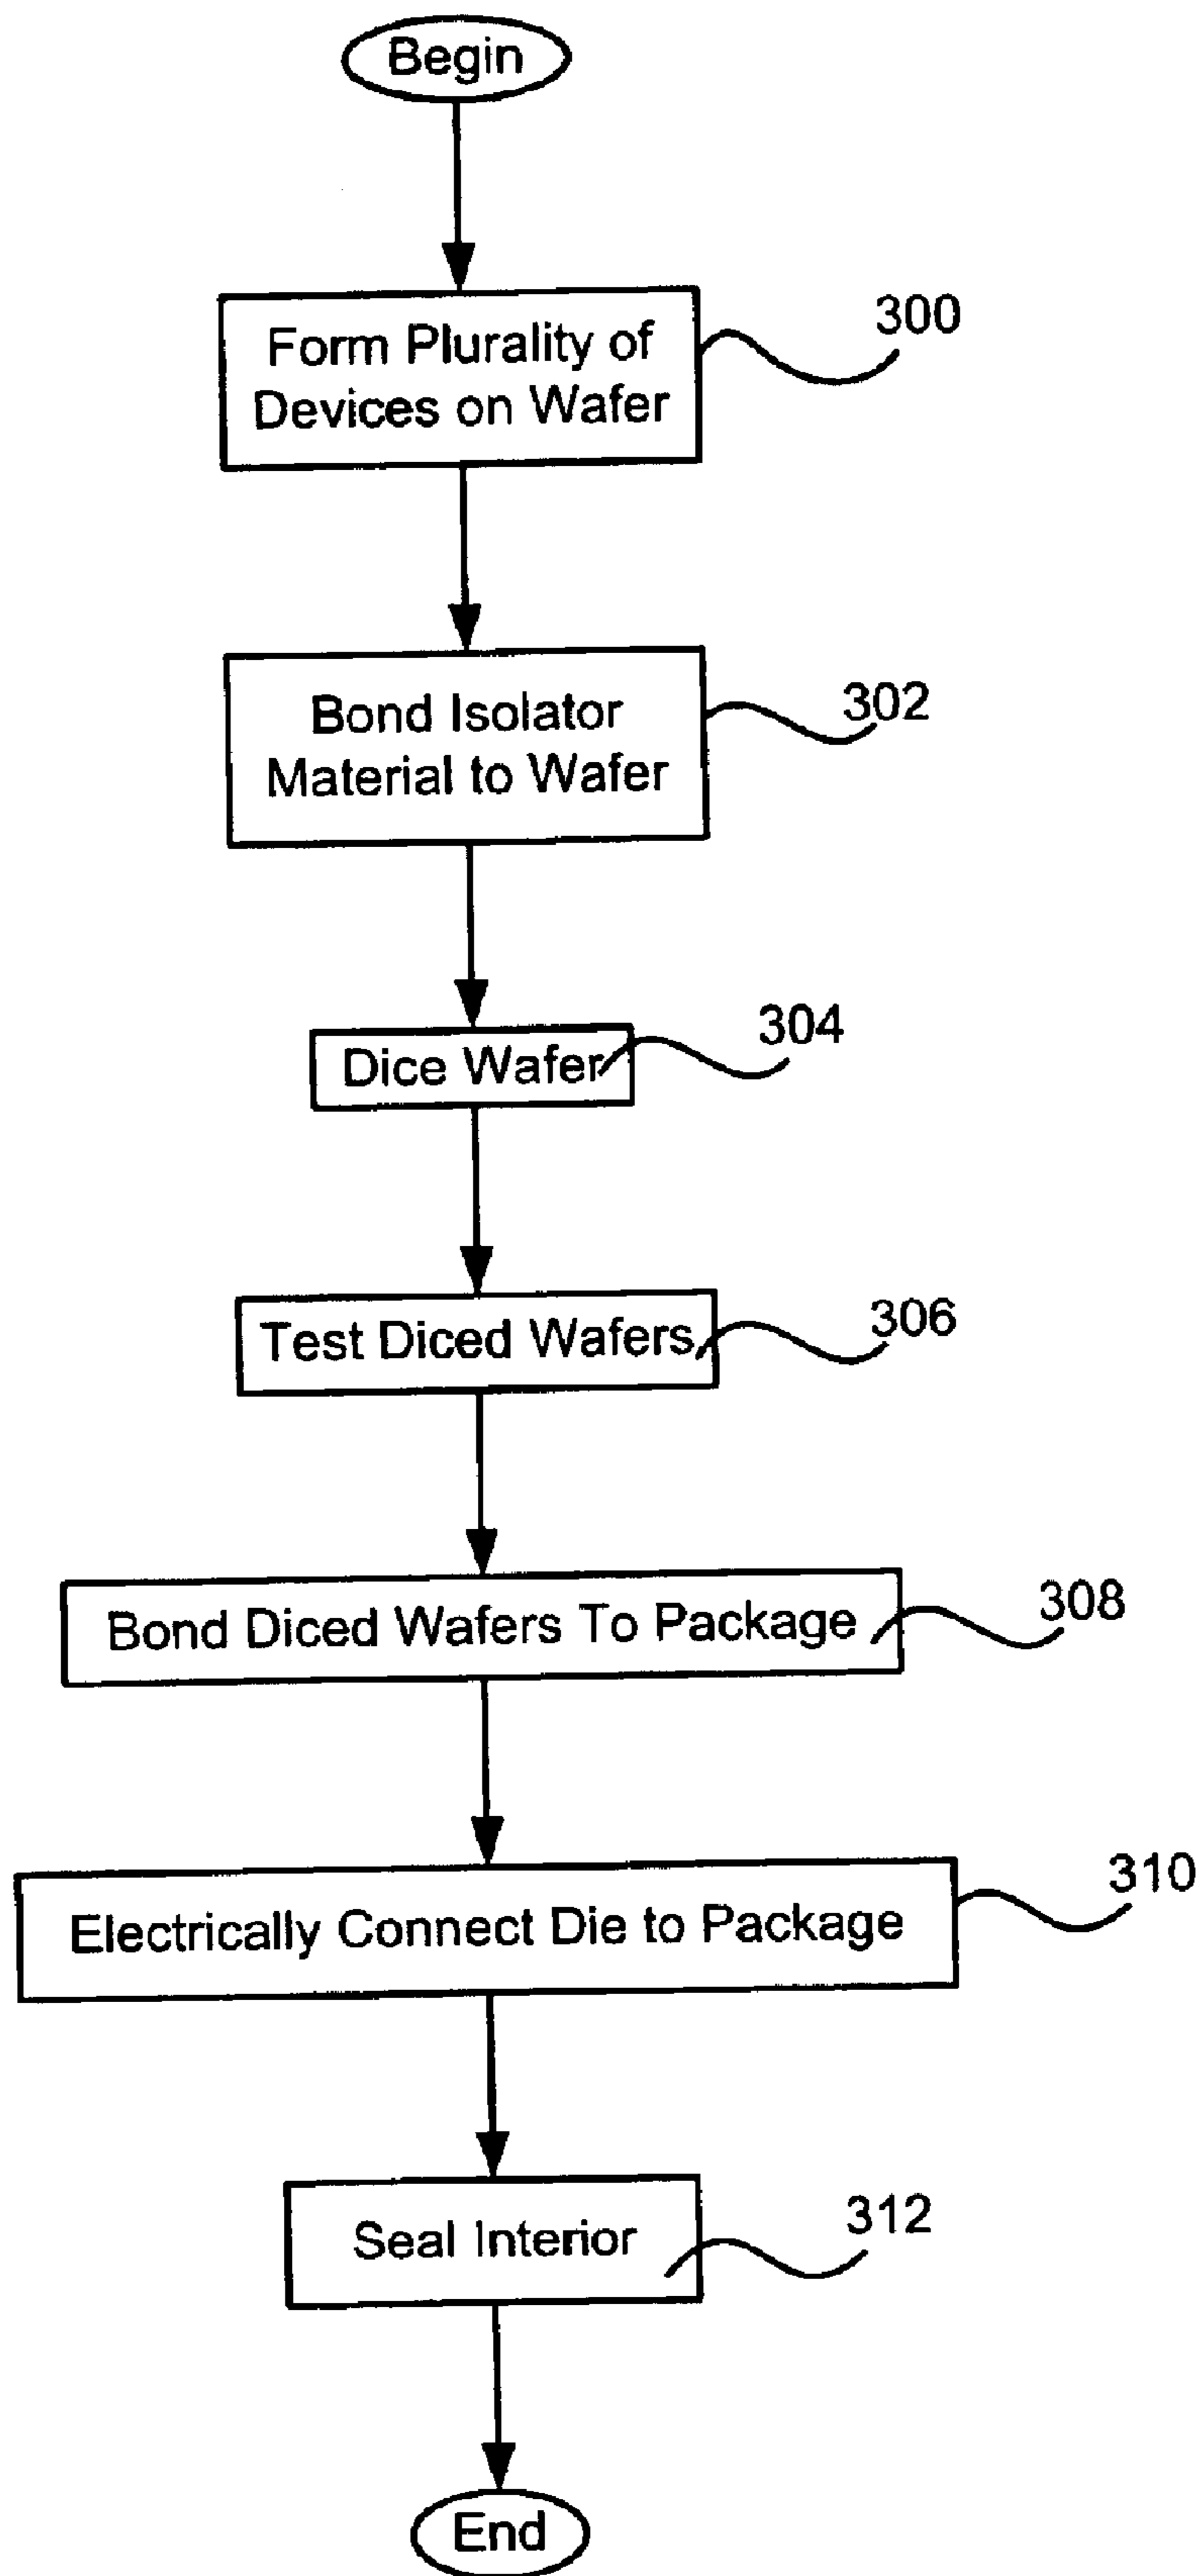 Begin
Form Plurality of
Devices on Wafer
300
Bond Isolator
Material to Wafer
302
Dice Wafer
304
Test Diced Wafers
306
Bond Diced Wafers To Package
308
Electrically Connect Die to Package
310
Seal Interior
312
End